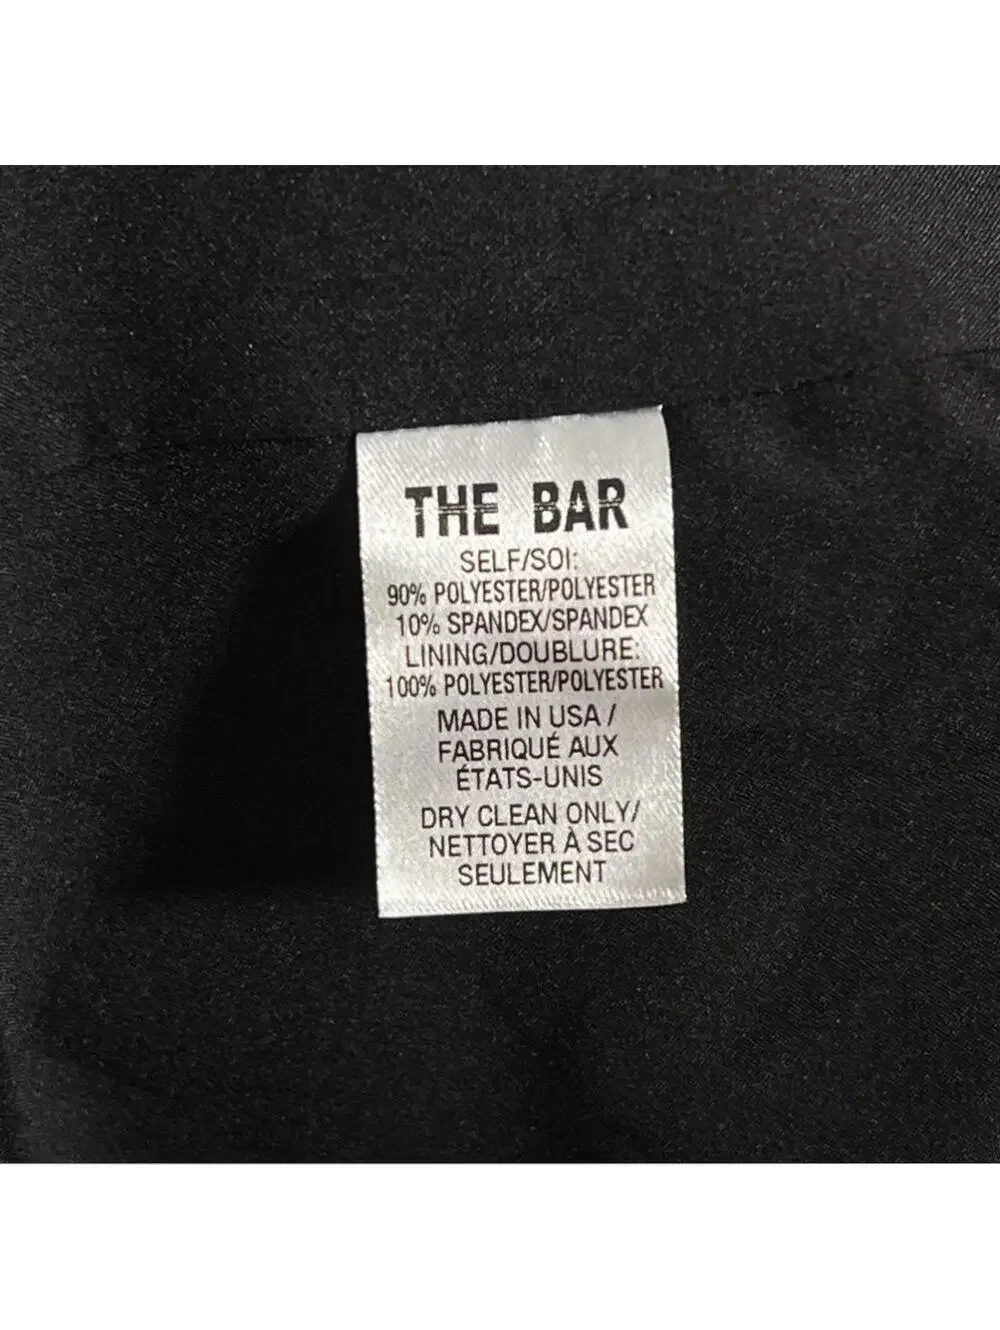 THE BAR
SELF/SOI:
90% POLYESTER/POLYESTER
10% SPANDEX/SPANDEX
LINING/DOUBLURE:
100% POLYESTER/POLYESTER
MADE IN USA /
FABRIQUÉ AUX
ÉTATS-UNIS
DRY CLEAN ONLY/
NETTOYER À SEC
SEULEMENT